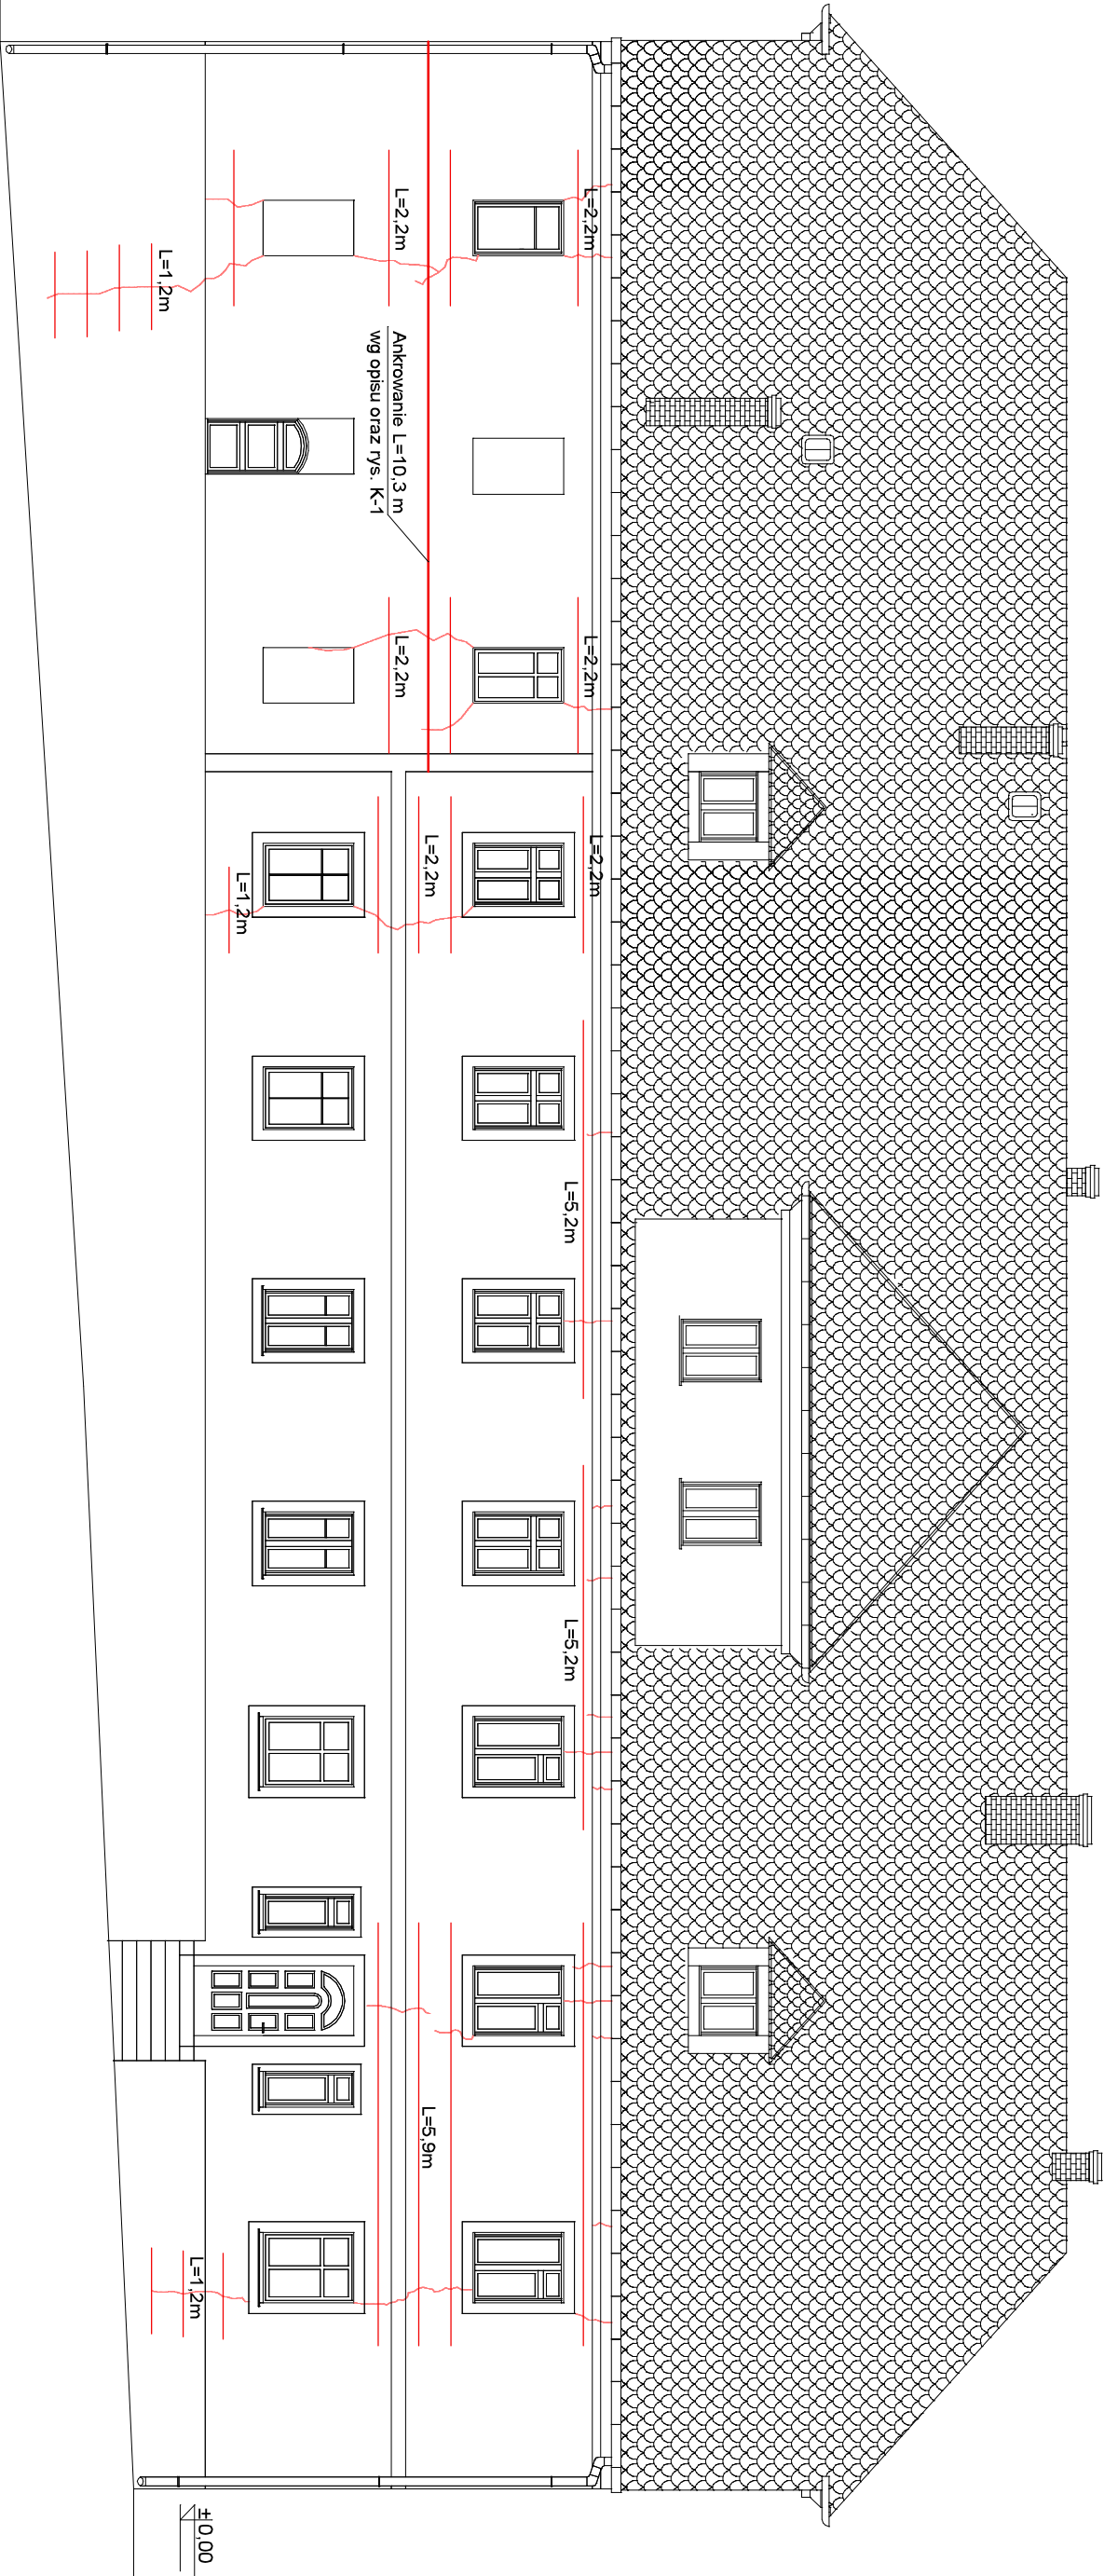 L=2,2m
L=2,2m
L=1,2m
Ankrowanie L=10,3 m
wg opisu oraz rys. K-1
L=2,2m
L=2,2m
L=2,2m
L=2,2m
L=1,2m
L=5,2m
L=5,2m
L=5,9m
L=1,2m
±0,00